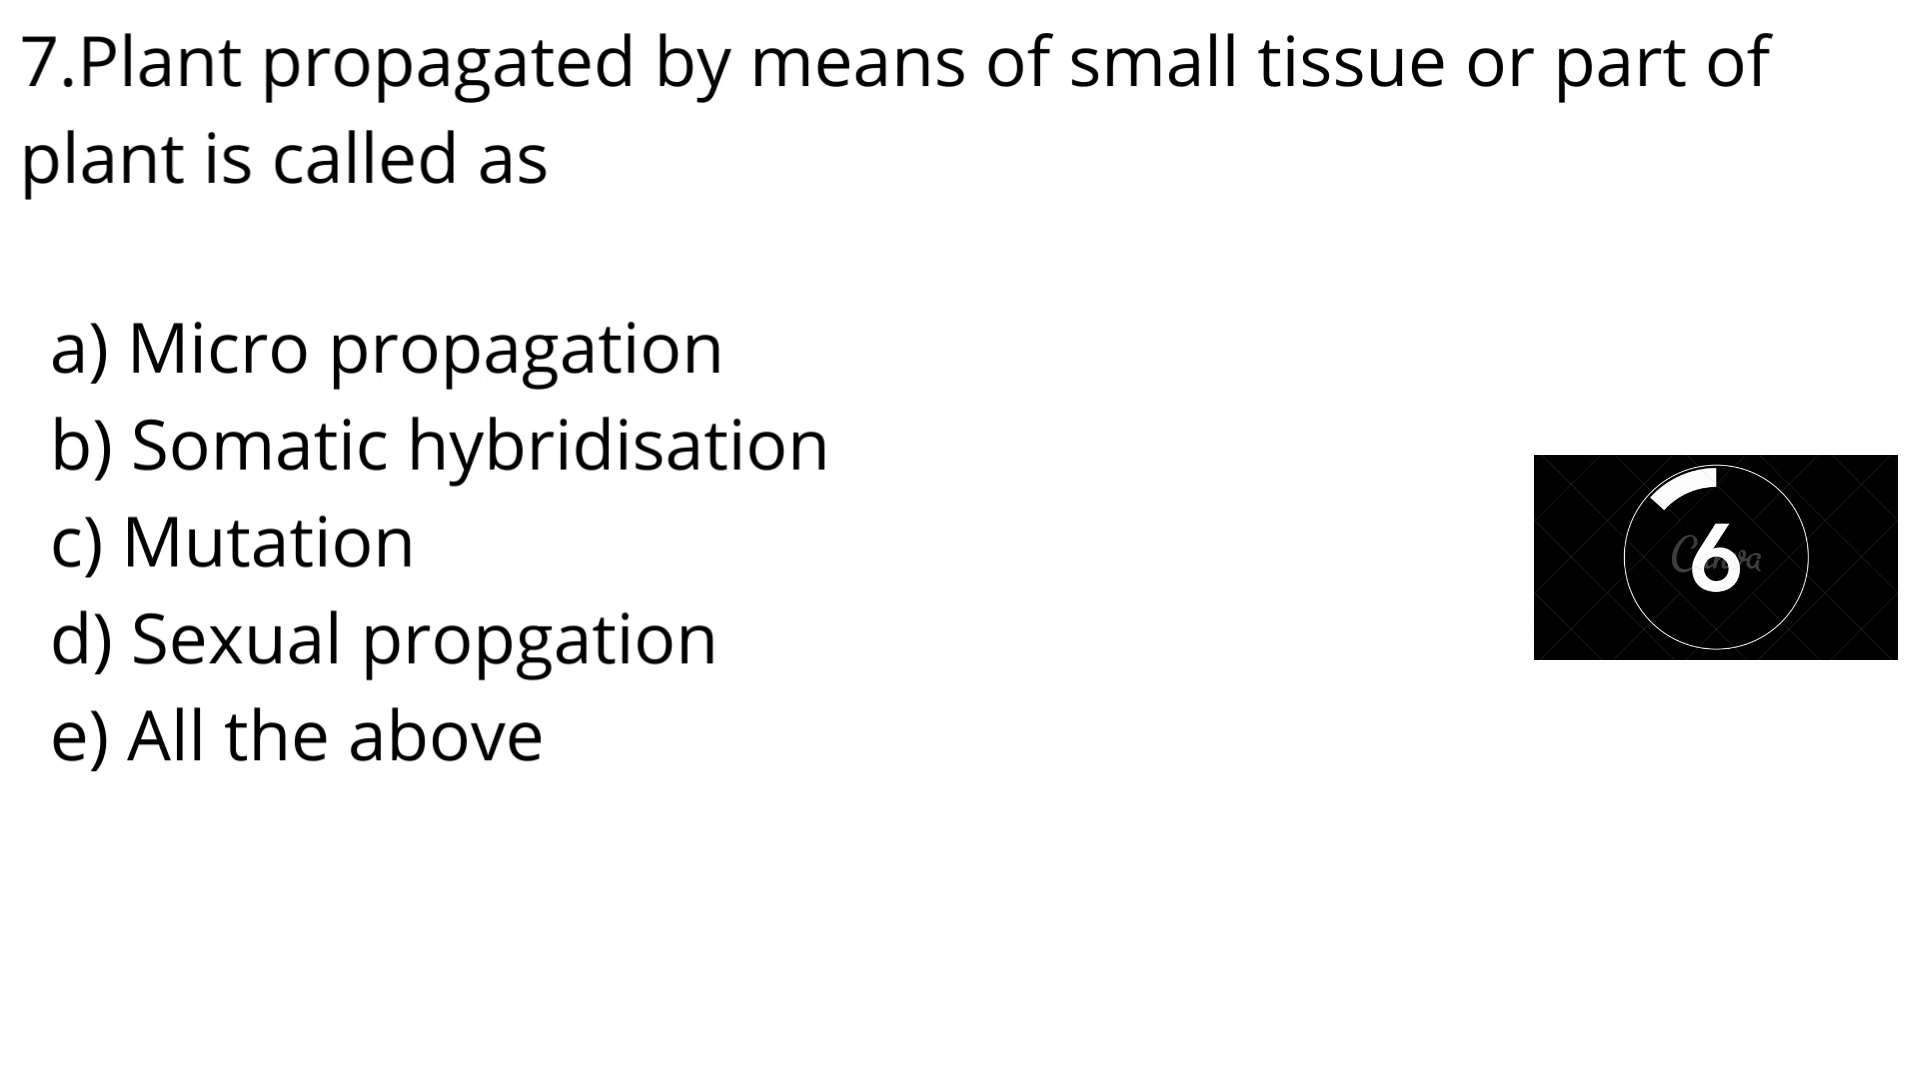 7.Plant propagated by means of small tissue or part of
plant is called as
a) Micro propagation
b) Somatic hybridisation
c) Mutation
d) Sexual propgation
e) All the above
6
Canva